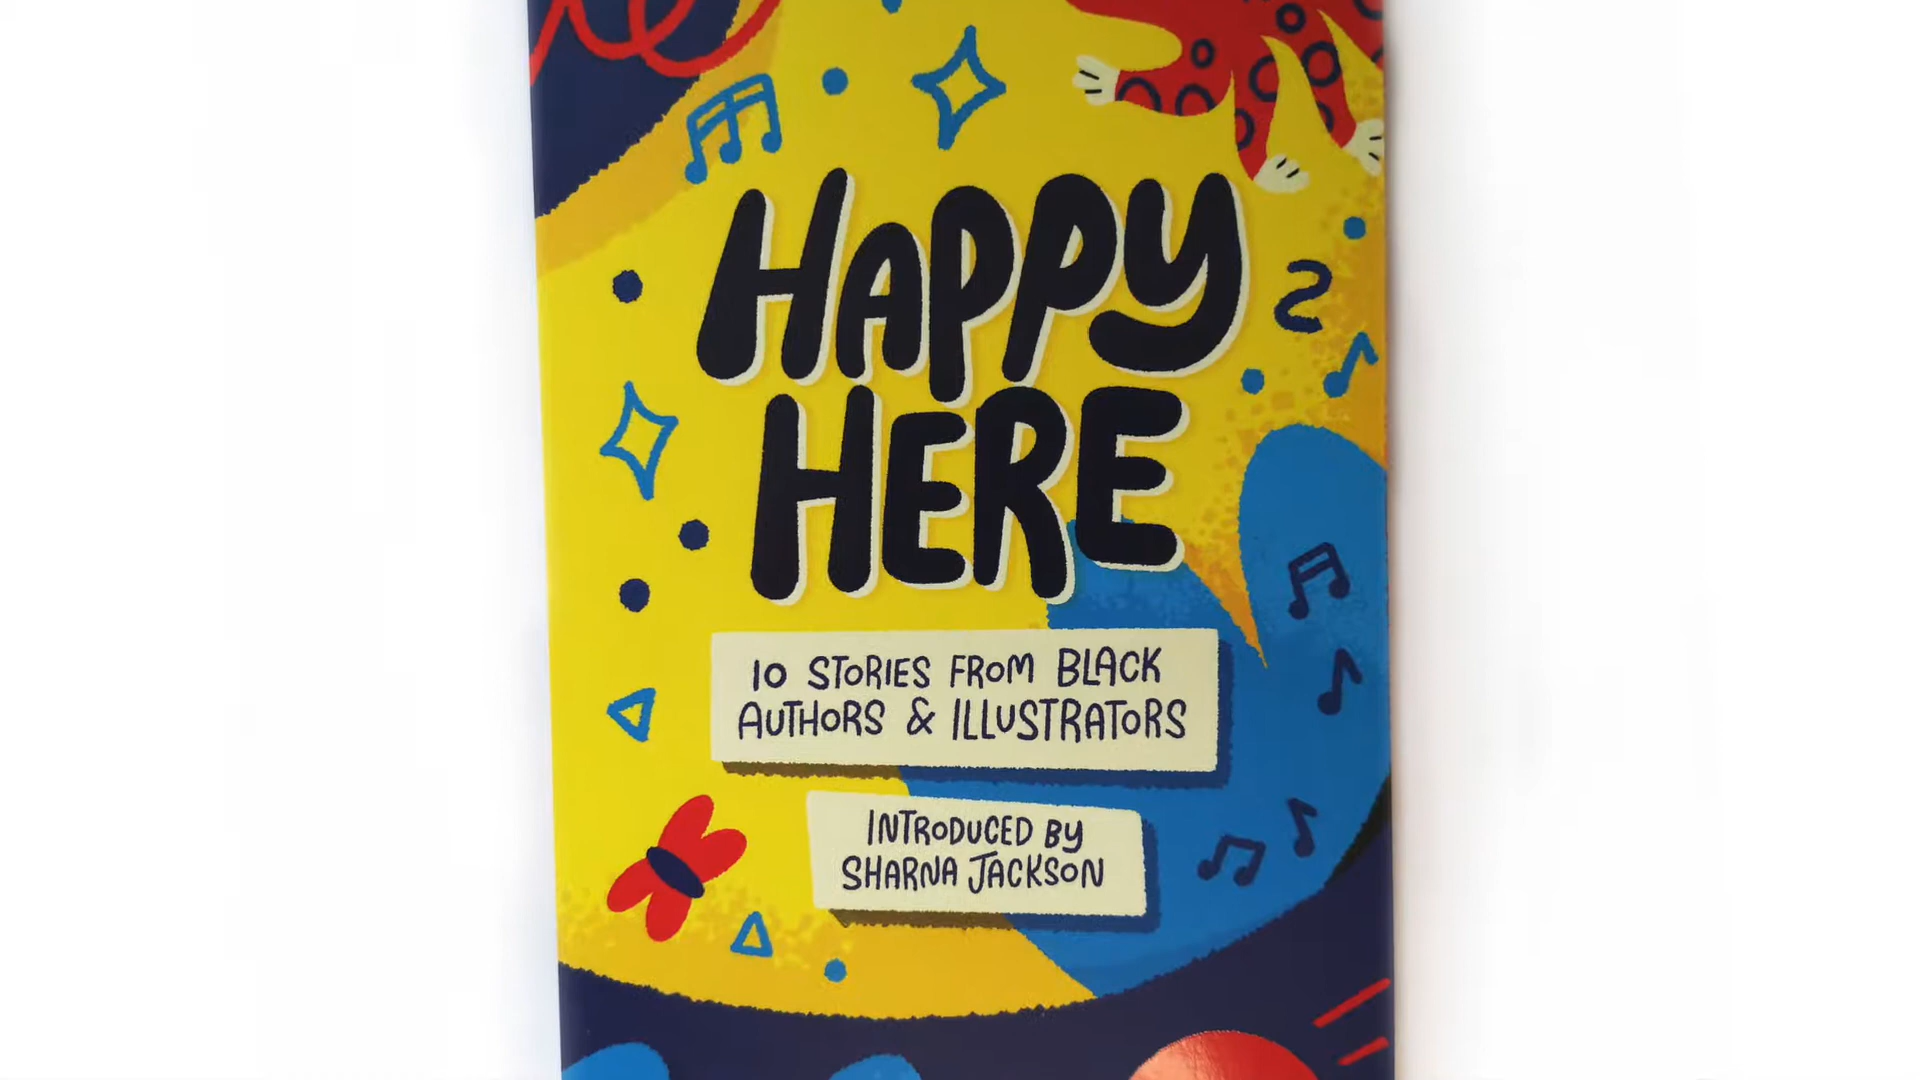 HAPPY
HERE
10 STORIES FROM BLACK
AUTHORS & ILLUSTRATORS
INTRODUCED BY
SHARNA JACKSON